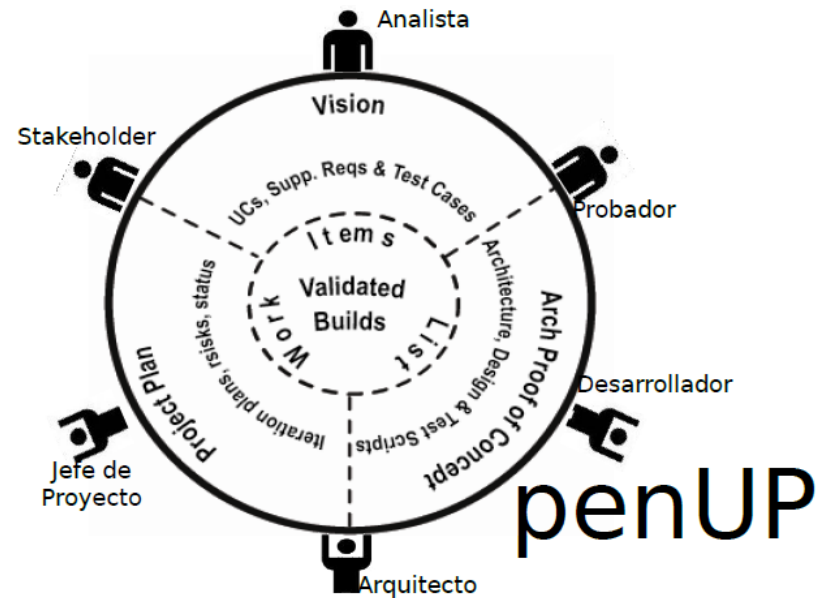 Analista
Vision
Stakeholder
UCs, Supp. Reqs & Test Cases
Probador
Items
Validated
Builds
Work
List
Iteration plans, rsisks, status
Architecture, Design & Test Scripts
Project Plan
Arch Proof of Concept
Desarrollador
Jefe de
Proyecto
penUP
Arquitecto